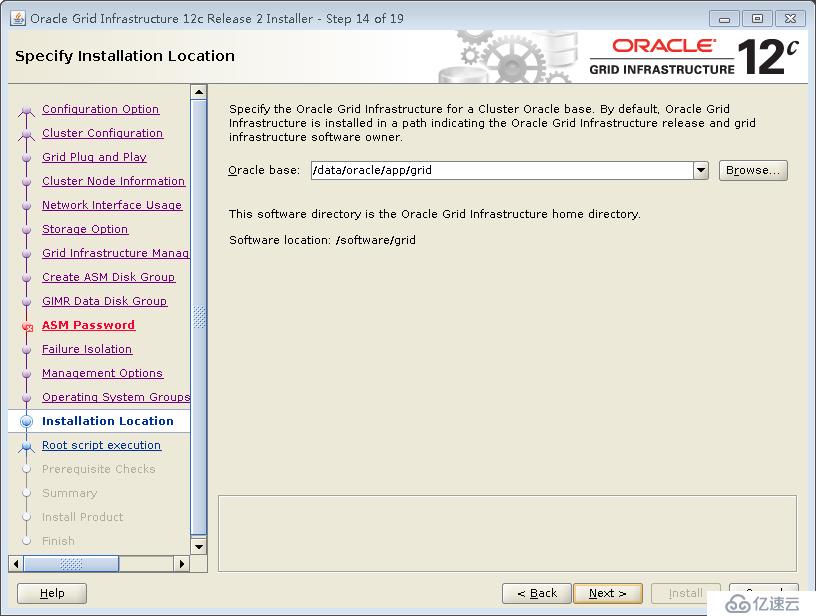 Oracle Grid Infrastructure 12c Release 2 Installer - Step 14 of 19
Specify Installation Location
ORACLE
GRID INFRASTRUCTURE
12c
Configuration Option
Cluster Configuration
Grid Plug and Play
Cluster Node Information
Network Interface Usage
Storage Option
Grid Infrastructure Manag
Create ASM Disk Group
GIMR Data Disk Group
ASM Password
Failure Isolation
Management Options
Operating System Groups
Installation Location
Root script execution
Prerequisite Checks
Summary
Install Product
Finish
Specify the Oracle Grid Infrastructure for a Cluster Oracle base. By default, Oracle Grid
Infrastructure is installed in a path indicating the Oracle Grid Infrastructure release and grid
infrastructure software owner.
Oracle base: /data/oracle/app/grid Browse...
This software directory is the Oracle Grid Infrastructure home directory.
Software location: /software/grid
Help < Back Next > Install
亿速云